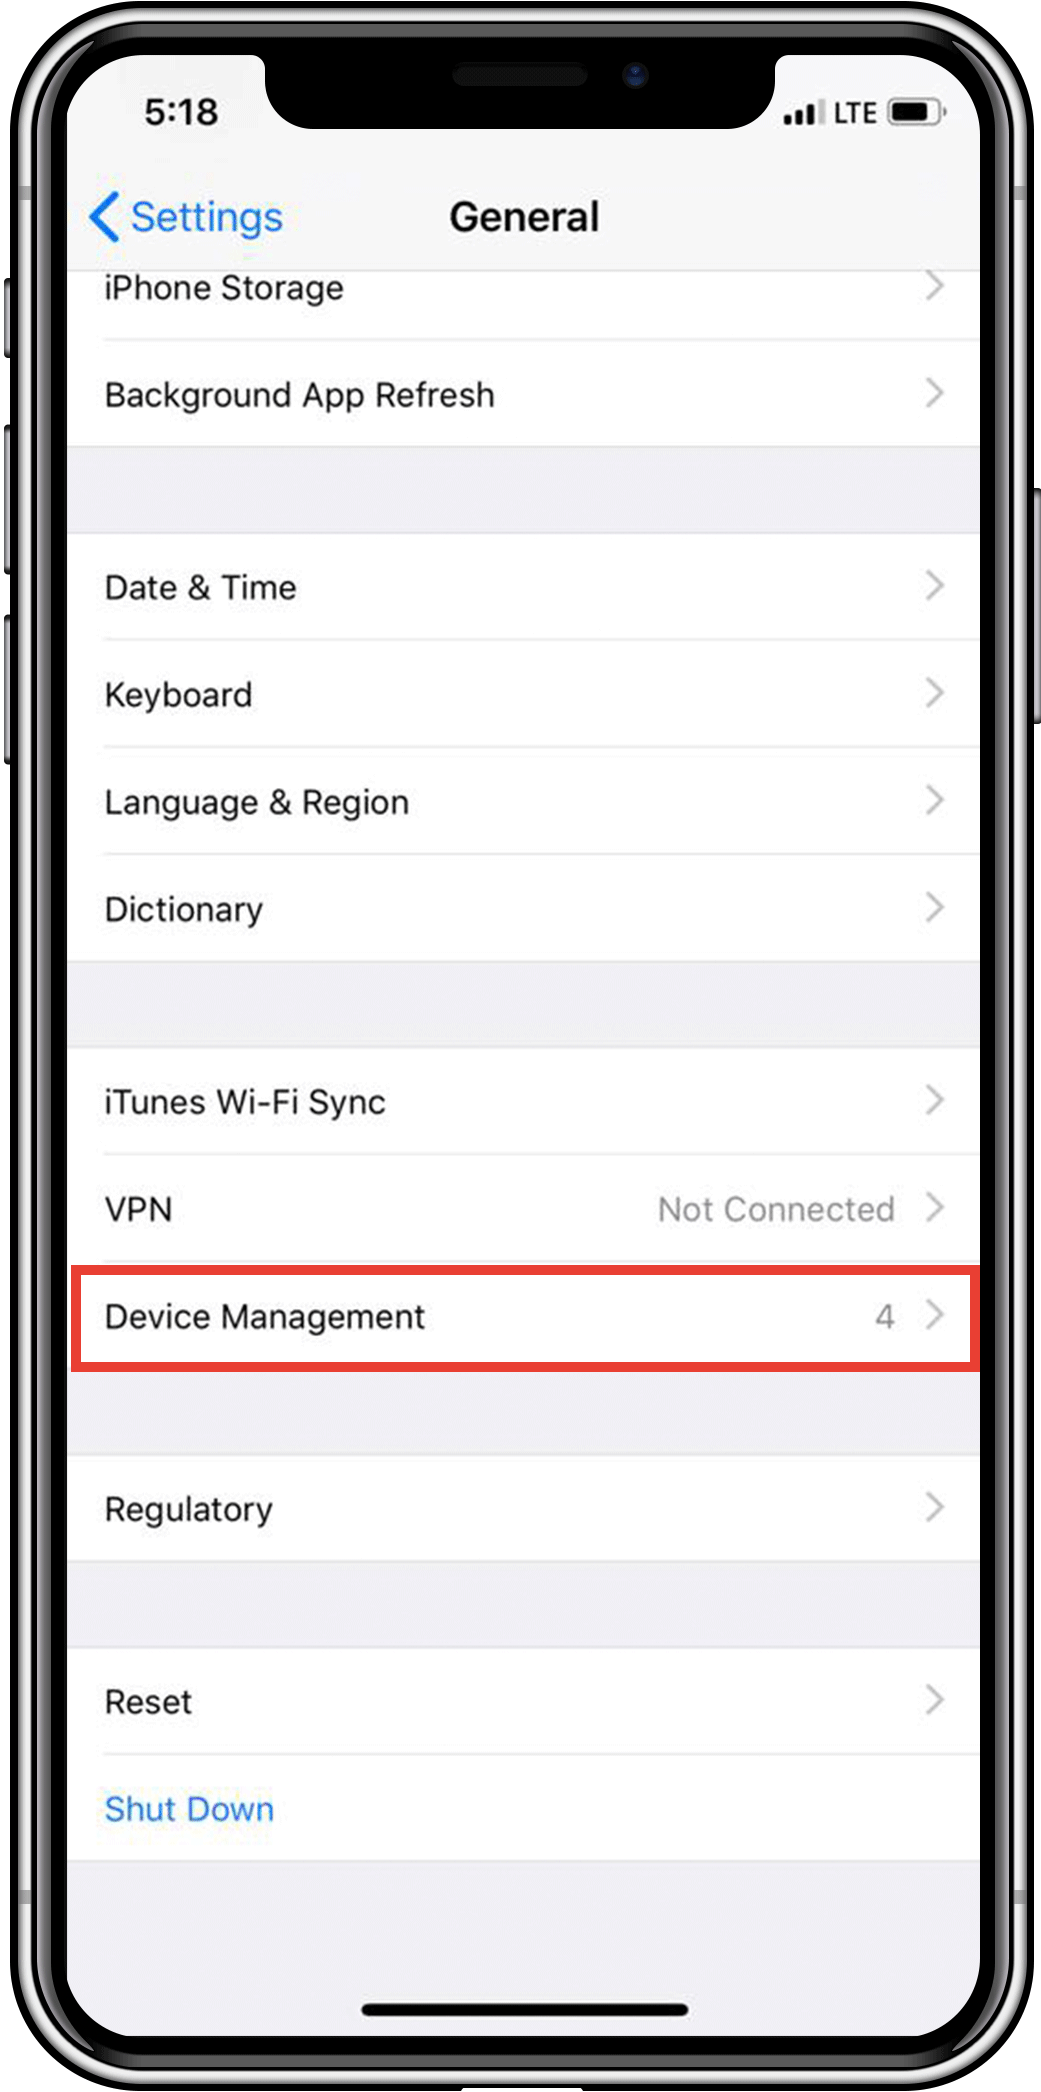 5:18 LTE
Settings General
iPhone Storage
Background App Refresh
Date & Time
Keyboard
Language & Region
Dictionary
iTunes Wi-Fi Sync
VPN Not Connected
Device Management 4
Regulatory
Reset
Shut Down